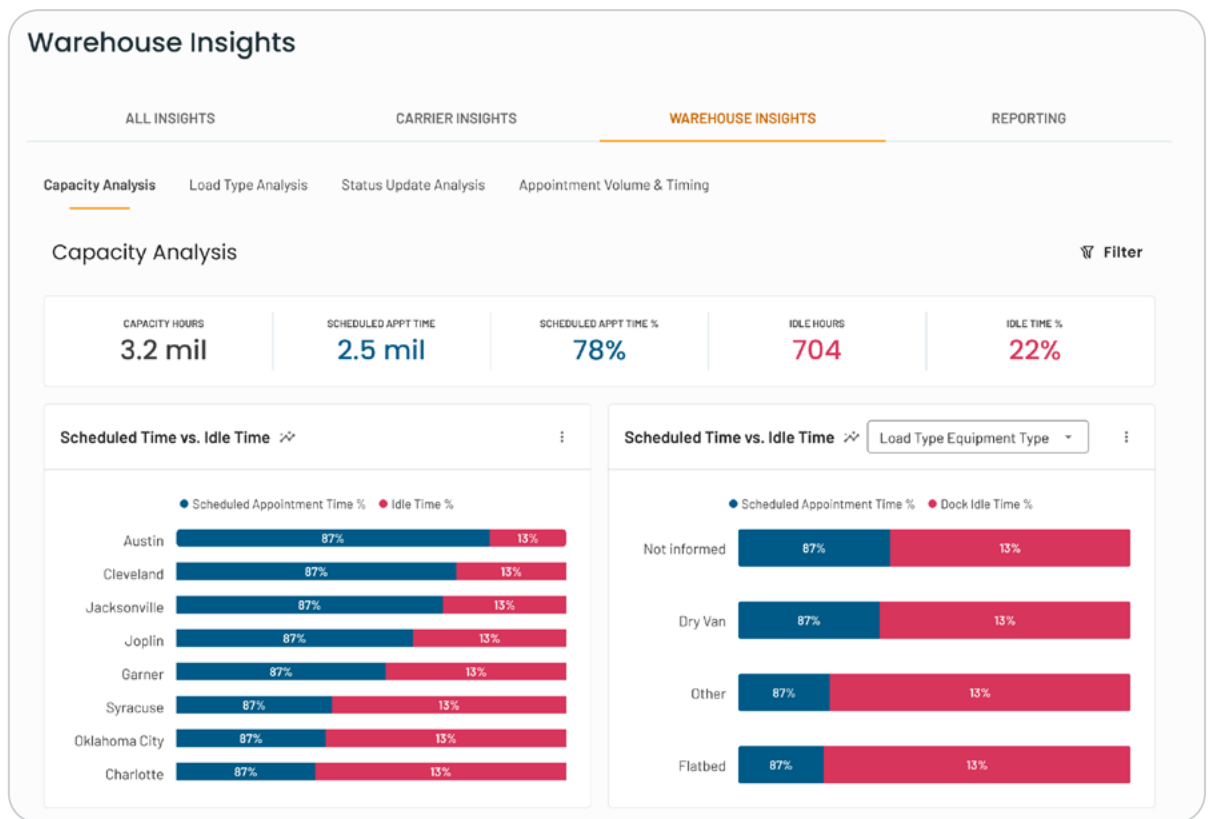 Warehouse Insights
ALL INSIGHTS CARRIER INSIGHTS WAREHOUSE INSIGHTS REPORTING
Capacity Analysis Load Type Analysis Status Update Analysis Appointment Volume & Timing
Capacity Analysis Filter
CAPACITY HOURS SCHEDULED APPT TIME SCHEDULED APPT TIME % IDLE HOURS IDLE TIME %
3.2 mil 2.5 mil 78% 704 22%
Scheduled Time vs. Idle Time
Scheduled Appointment Time % Idle Time %
Austin 87% 13%
Cleveland 87% 13%
Jacksonville 87% 13%
Joplin 87% 13%
Garner 87% 13%
Syracuse 87% 13%
Oklahoma City 87% 13%
Charlotte 87% 13%
Scheduled Time vs. Idle Time Load Type Equipment Type
Scheduled Appointment Time % Dock Idle Time %
Not informed 87% 13%
Dry Van 87% 13%
Other 87% 13%
Flatbed 87% 13%